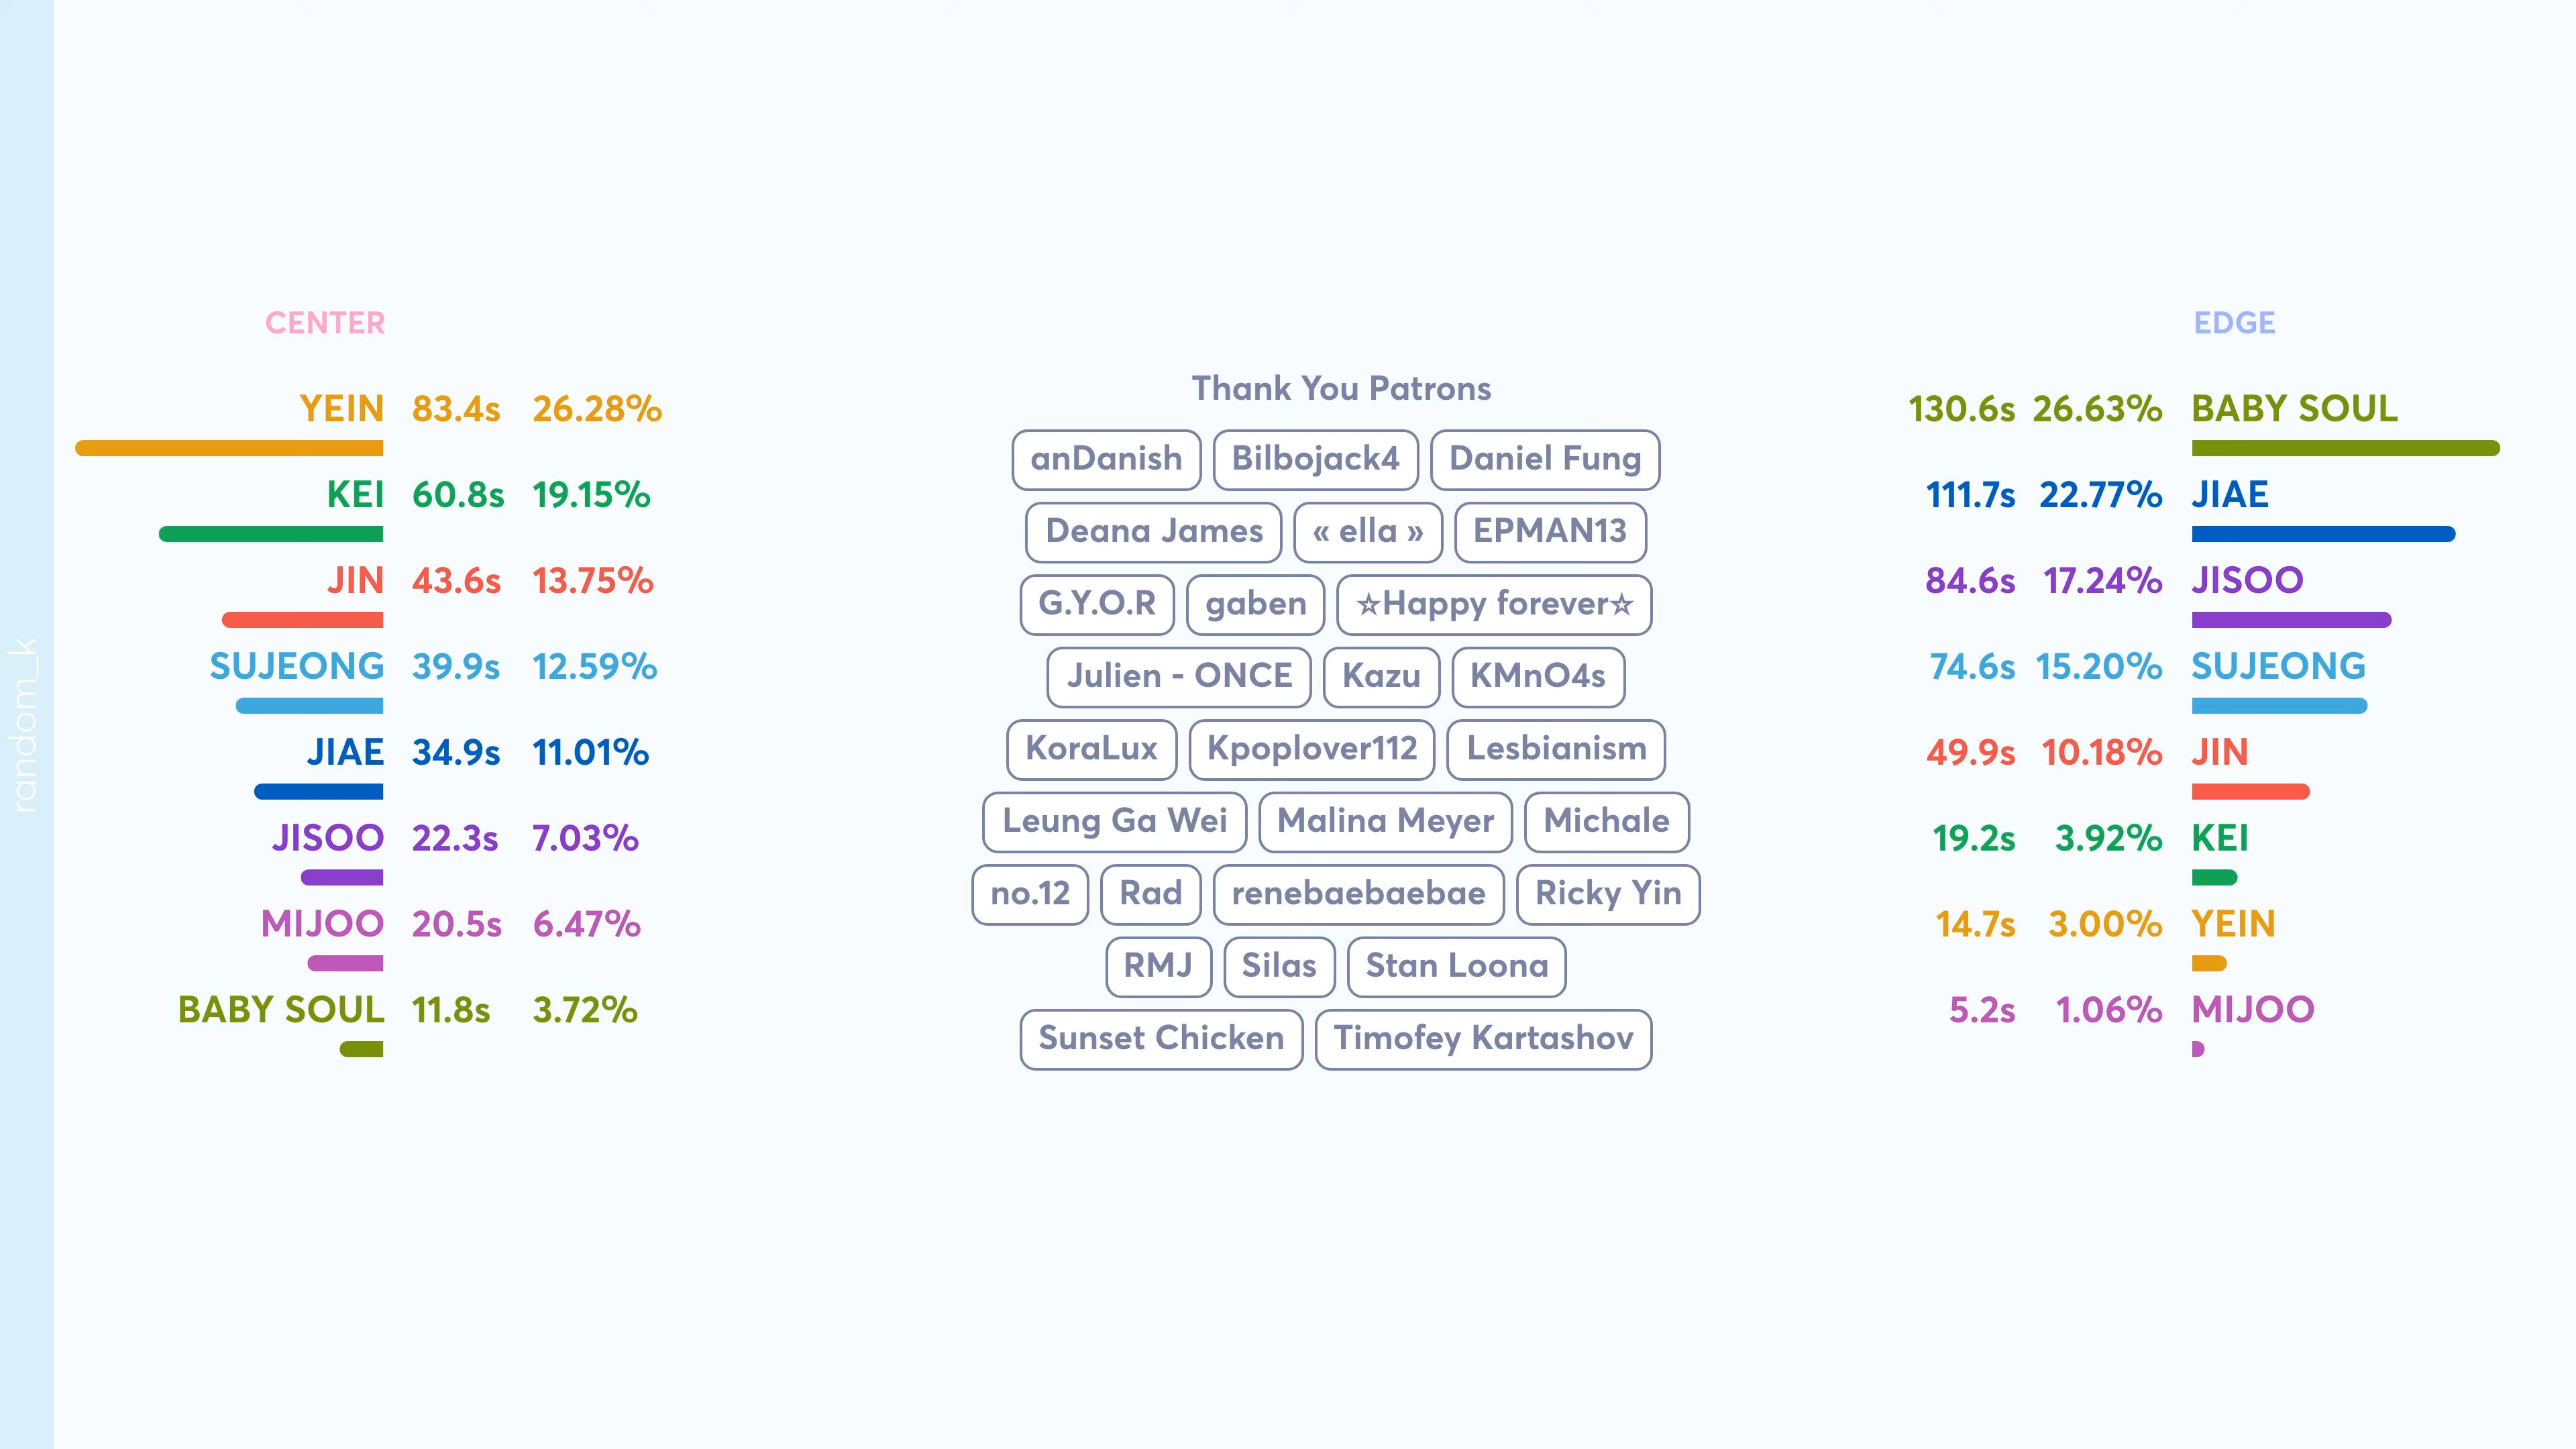 random_k
CENTER
YEIN 83.4s 26.28%
KEI 60.8s 19.15%
JIN 43.6s 13.75%
SUJEONG 39.9s 12.59%
JIAE 34.9s 11.01%
JISOO 22.3s 7.03%
MIJOO 20.5s 6.47%
BABY SOUL 11.8s 3.72%
Thank You Patrons
anDanish Bilbojack4 Daniel Fung
Deana James « ella » EPMAN13
G.Y.O.R gaben ☆Happy forever☆
Julien - ONCE Kazu KMnO4s
KoraLux Kpoplover112 Lesbianism
Leung Ga Wei Malina Meyer Michale
no.12 Rad renebaebaebae Ricky Yin
RMJ Silas Stan Loona
Sunset Chicken Timofey Kartashov
EDGE
130.6s 26.63% BABY SOUL
111.7s 22.77% JIAE
84.6s 17.24% JISOO
74.6s 15.20% SUJEONG
49.9s 10.18% JIN
19.2s 3.92% KEI
14.7s 3.00% YEIN
5.2s 1.06% MIJOO